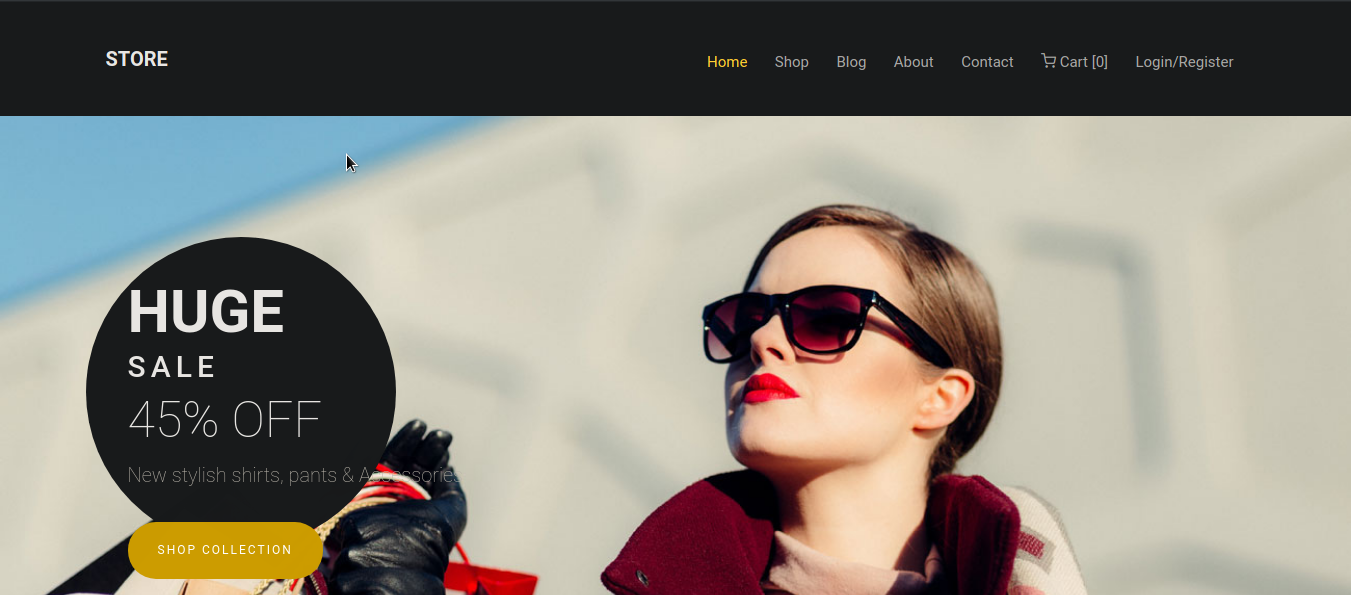 STORE
Home Shop Blog About Contact Cart [0] Login/Register
HUGE
SALE
45% OFF
New stylish shirts, pants & Accessories
SHOP COLLECTION